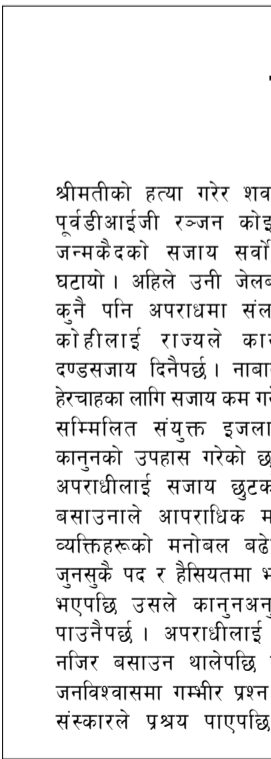 श्रीमतीको हत्या गरेर शव
पूर्वडीआईजी रञ्जन कोइ
जन्मकैदको सजाय सर्वो
घटायो । अहिले उनी जेलब
कुनै पनि अपराधमा संल
कोहीलाई राज्यले का
दण्डसजाय दिनैपर्छ । नाबा
हेरचाहका लागि सजाय कम गरे
सम्मिलित संयुक्त इजला
कानुनको उपहास गरेको छ
अपराधीलाई सजाय छुटक
बसाउनाले आपराधिक म
व्यक्तिहरूको मनोबल बढे
जुनसुकै पद र हैसियतमा भ
भएपछि उसले कानुनअनु
पाउनैपर्छ । अपराधीलाई
नजिर बसाउन थालेपछि
जनविश्वासमा गम्भीर प्रश्न
संस्कारले प्रश्रय पाएपछि